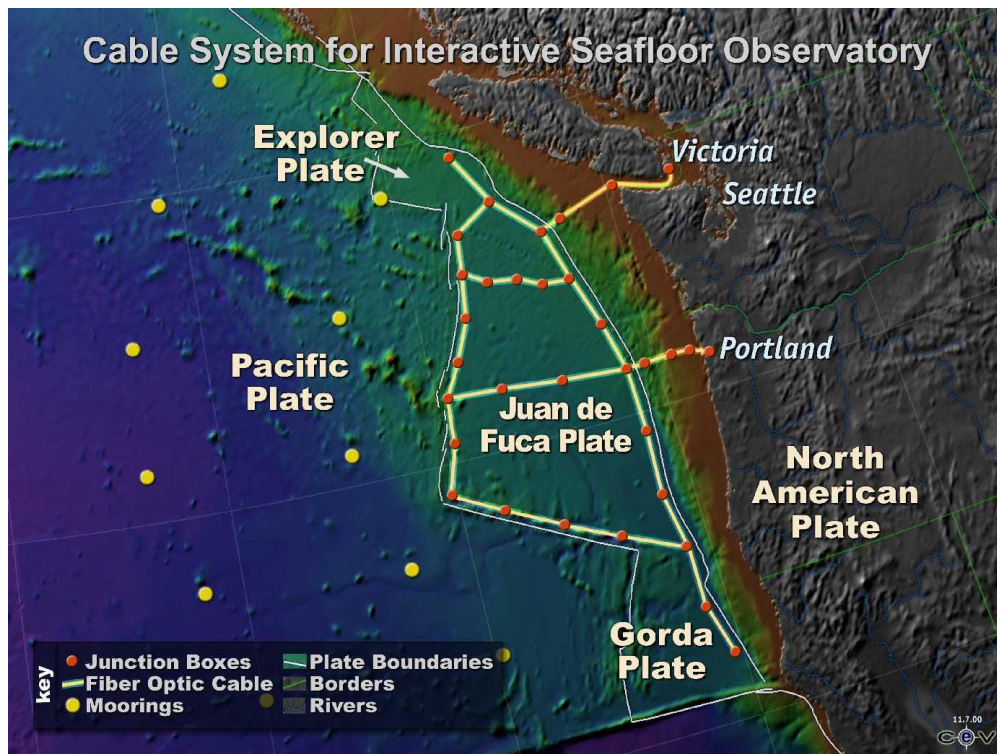 Cable System for Interactive Seafloor Observatory
Explorer
Plate
Victoria
Seattle
Pacific
Plate
Portland
Juan de
Fuca Plate
North
American
Plate
Gorda
Plate
key
Junction Boxes
Fiber Optic Cable
Moorings
Plate Boundaries
Borders
Rivers
11.7.00
CeV